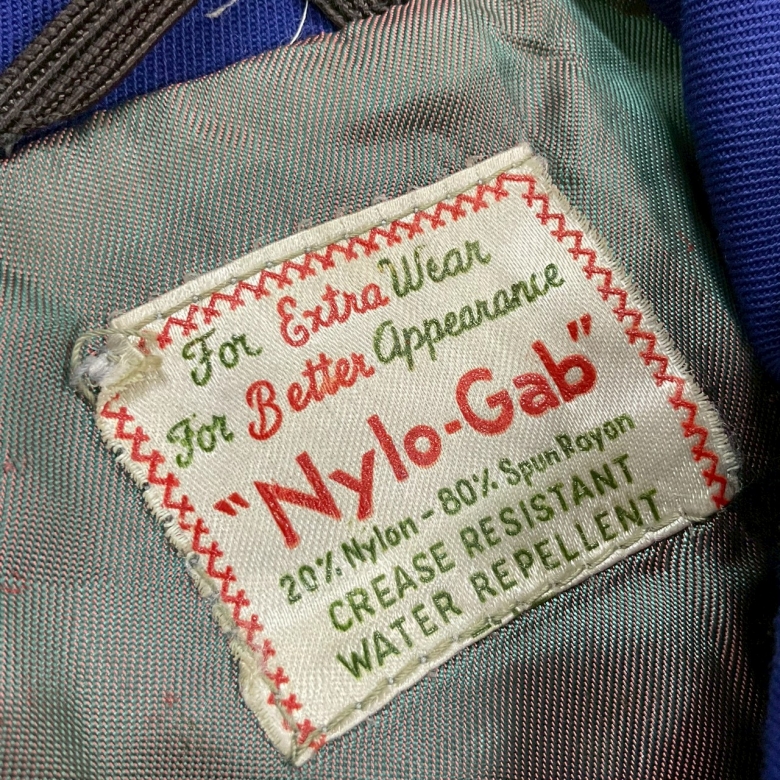 For Extra Wear
For Better Appearance
"Nylo-Gab"
20% Nylon - 80% Spun Rayon
CREASE RESISTANT
WATER REPELLENT